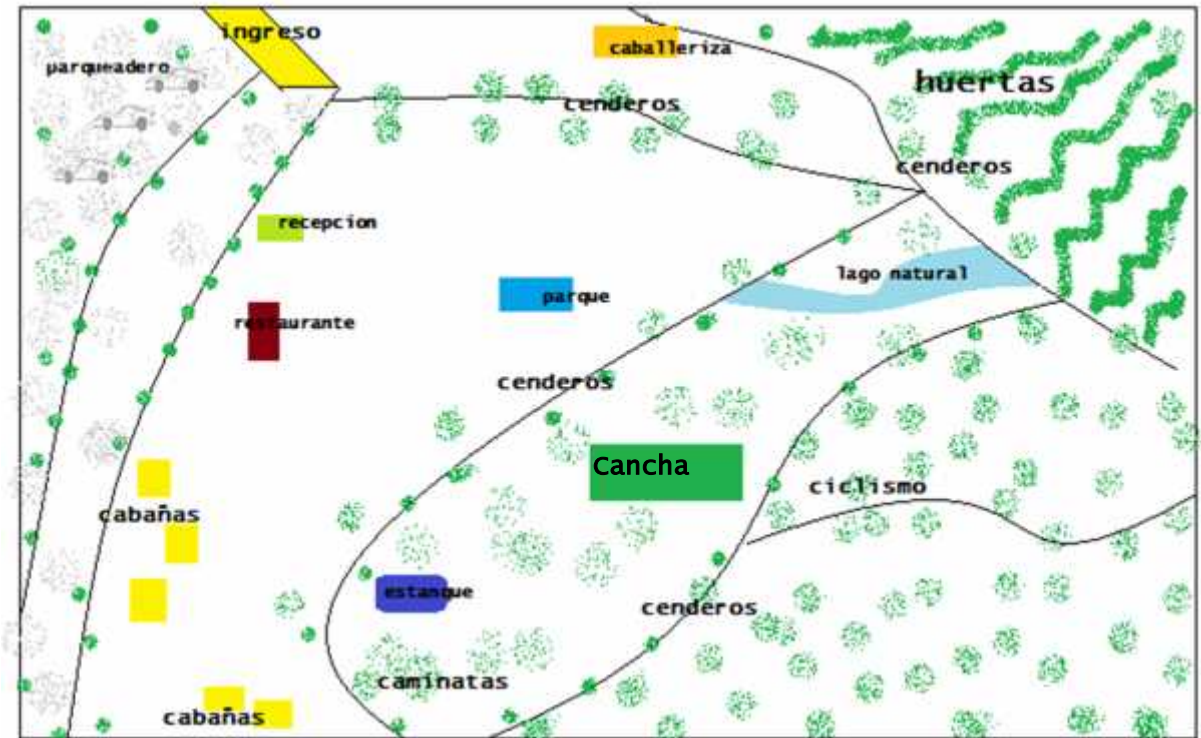 ingreso
caballeriza
parqueadero
huertas
cenderos
cenderos
recepcion
lago natural
parque
restaurante
cenderos
Cancha
ciclismo
cabañas
estanque
cenderos
caminatas
cabañas